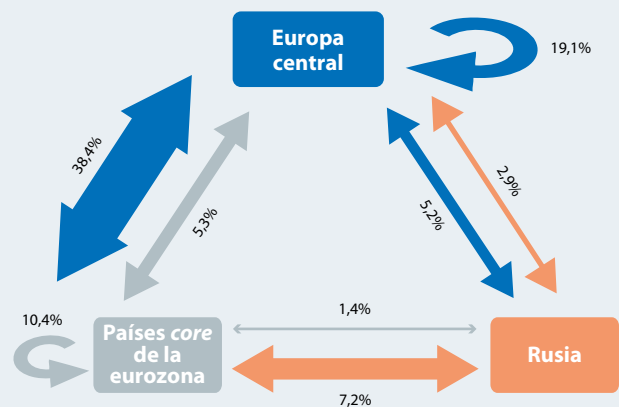 Europa
central
19,1%
38,4%
5,3%
5,2%
2,9%
10,4%
Países core
de la
eurozona
1,4%
7,2%
Rusia